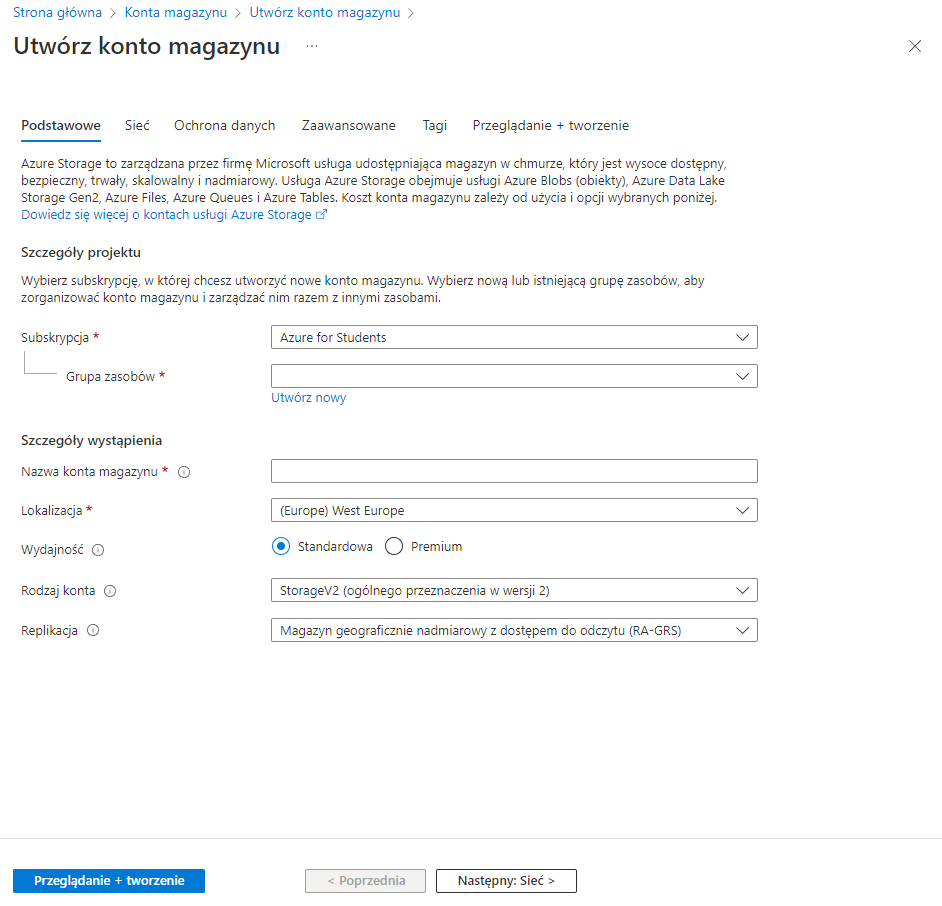 Strona główna > Konta magazynu > Utwórz konto magazynu >
Utwórz konto magazynu ...
Podstawowe Sieć Ochrona danych Zaawansowane Tagi Przeglądanie + tworzenie
Azure Storage to zarządzana przez firmę Microsoft usługa udostępniająca magazyn w chmurze, który jest wysoce dostępny,
bezpieczny, trwały, skalowalny i nadmiarowy. Usługa Azure Storage obejmuje usługi Azure Blobs (obiekty), Azure Data Lake
Storage Gen2, Azure Files, Azure Queues i Azure Tables. Koszt konta magazynu zależy od użycia i opcji wybranych poniżej.
Dowiedz się więcej o kontach usługi Azure Storage
Szczegóły projektu
Wybierz subskrypcję, w której chcesz utworzyć nowe konto magazynu. Wybierz nową lub istniejącą grupę zasobów, aby
zorganizować konto magazynu i zarządzać nim razem z innymi zasobami.
Subskrypcja * Azure for Students
Grupa zasobów *
Utwórz nowy
Szczegóły wystąpienia
Nazwa konta magazynu *
Lokalizacja * (Europe) West Europe
Wydajność Standardowa Premium
Rodzaj konta StorageV2 (ogólnego przeznaczenia w wersji 2)
Replikacja Magazyn geograficznie nadmiarowy z dostępem do odczytu (RA-GRS)
Przeglądanie + tworzenie < Poprzednia Następny: Sieć >